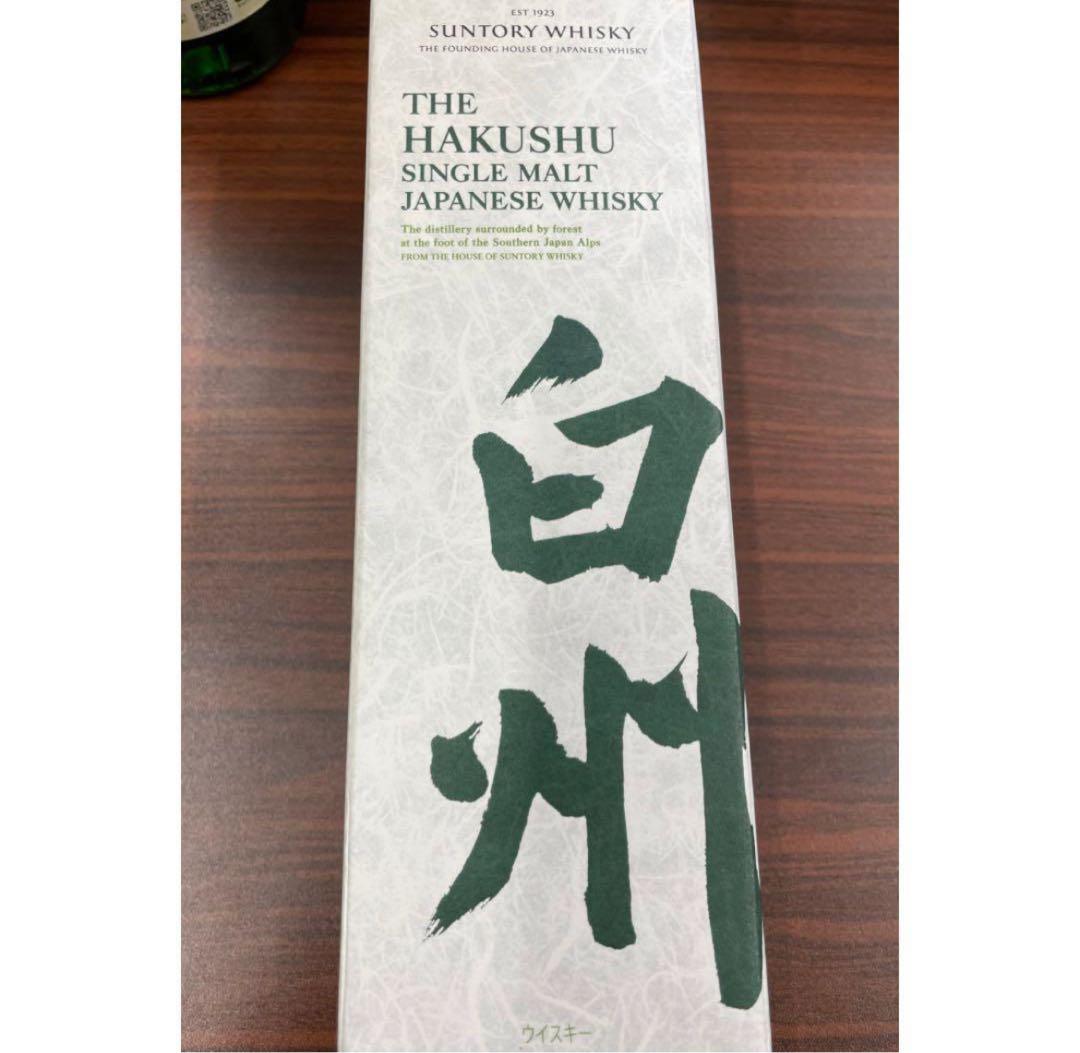 EST 1923
SUNTORY WHISKY
THE FOUNDING HOUSE OF JAPANESE WHISKY
THE
HAKUSHU
SINGLE MALT
JAPANESE WHISKY
The distillery surrounded by forest
at the foot of the Southern Japan Alps
FROM THE HOUSE OF SUNTORY WHISKY
白
州
ウイスキー